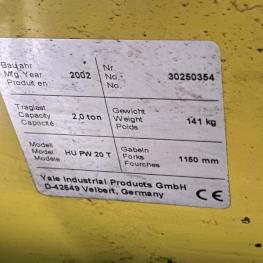 Baujahr
Mfg. Year 2002
Produit en
Nr.
No.: 30250354
No.:
Traglast
Capacity 2,0 ton
Capacité
Gewicht
Weight 141 kg
Poids
Modell
Model HU PW 20 T
Modèle
Gabeln
Forks 1150 mm
Fourches
Yale Industrial Products GmbH
D-42549 Velbert, Germany
CE